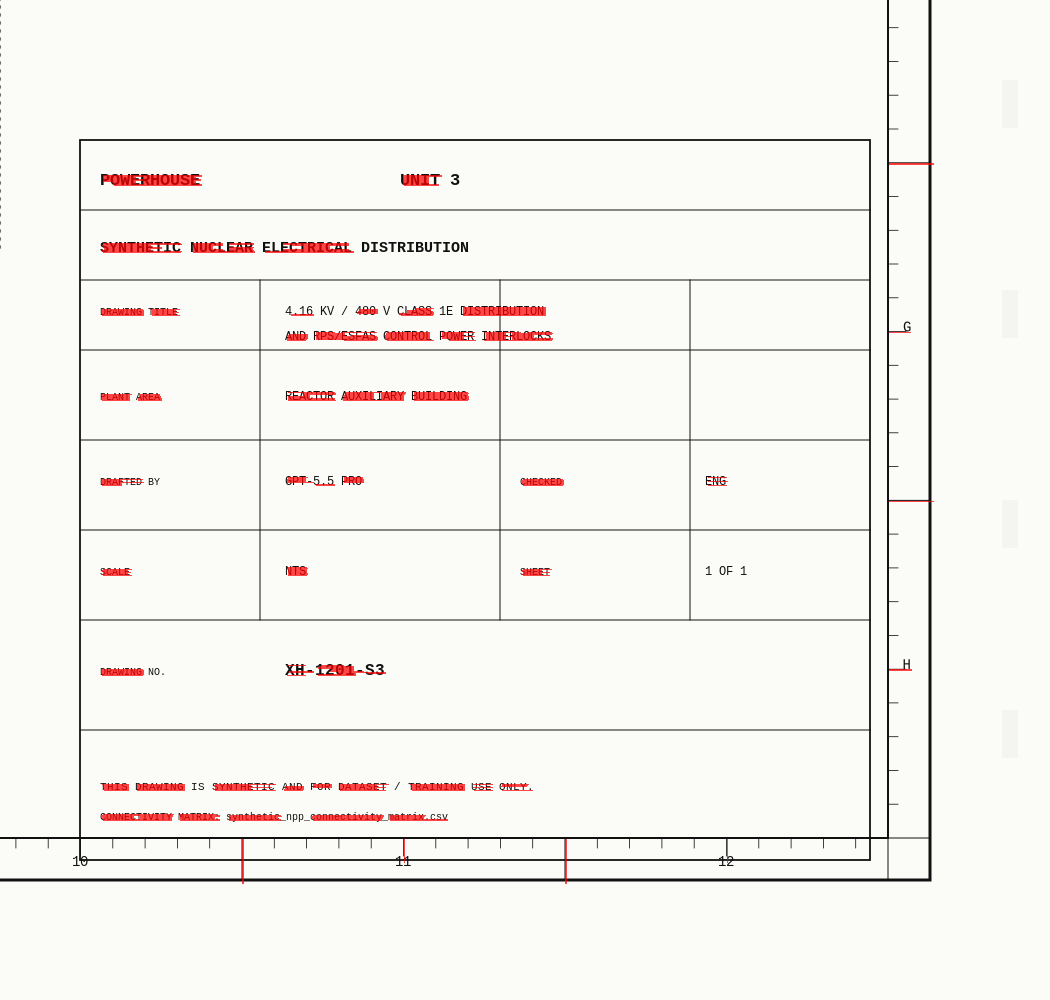 POWERHOUSE UNIT 3
SYNTHETIC NUCLEAR ELECTRICAL DISTRIBUTION
DRAWING TITLE 4.16 KV / 480 V CLASS 1E DISTRIBUTION
AND RPS/ESFAS CONTROL POWER INTERLOCKS
G
PLANT AREA REACTOR AUXILIARY BUILDING
DRAFTED BY GPT-5.5 PRO CHECKED ENG
SCALE NTS SHEET 1 OF 1
H
DRAWING NO. XH-1201-S3
THIS DRAWING IS SYNTHETIC AND FOR DATASET / TRAINING USE ONLY.
CONNECTIVITY MATRIX: synthetic_npp_connectivity_matrix.csv
10 11 12